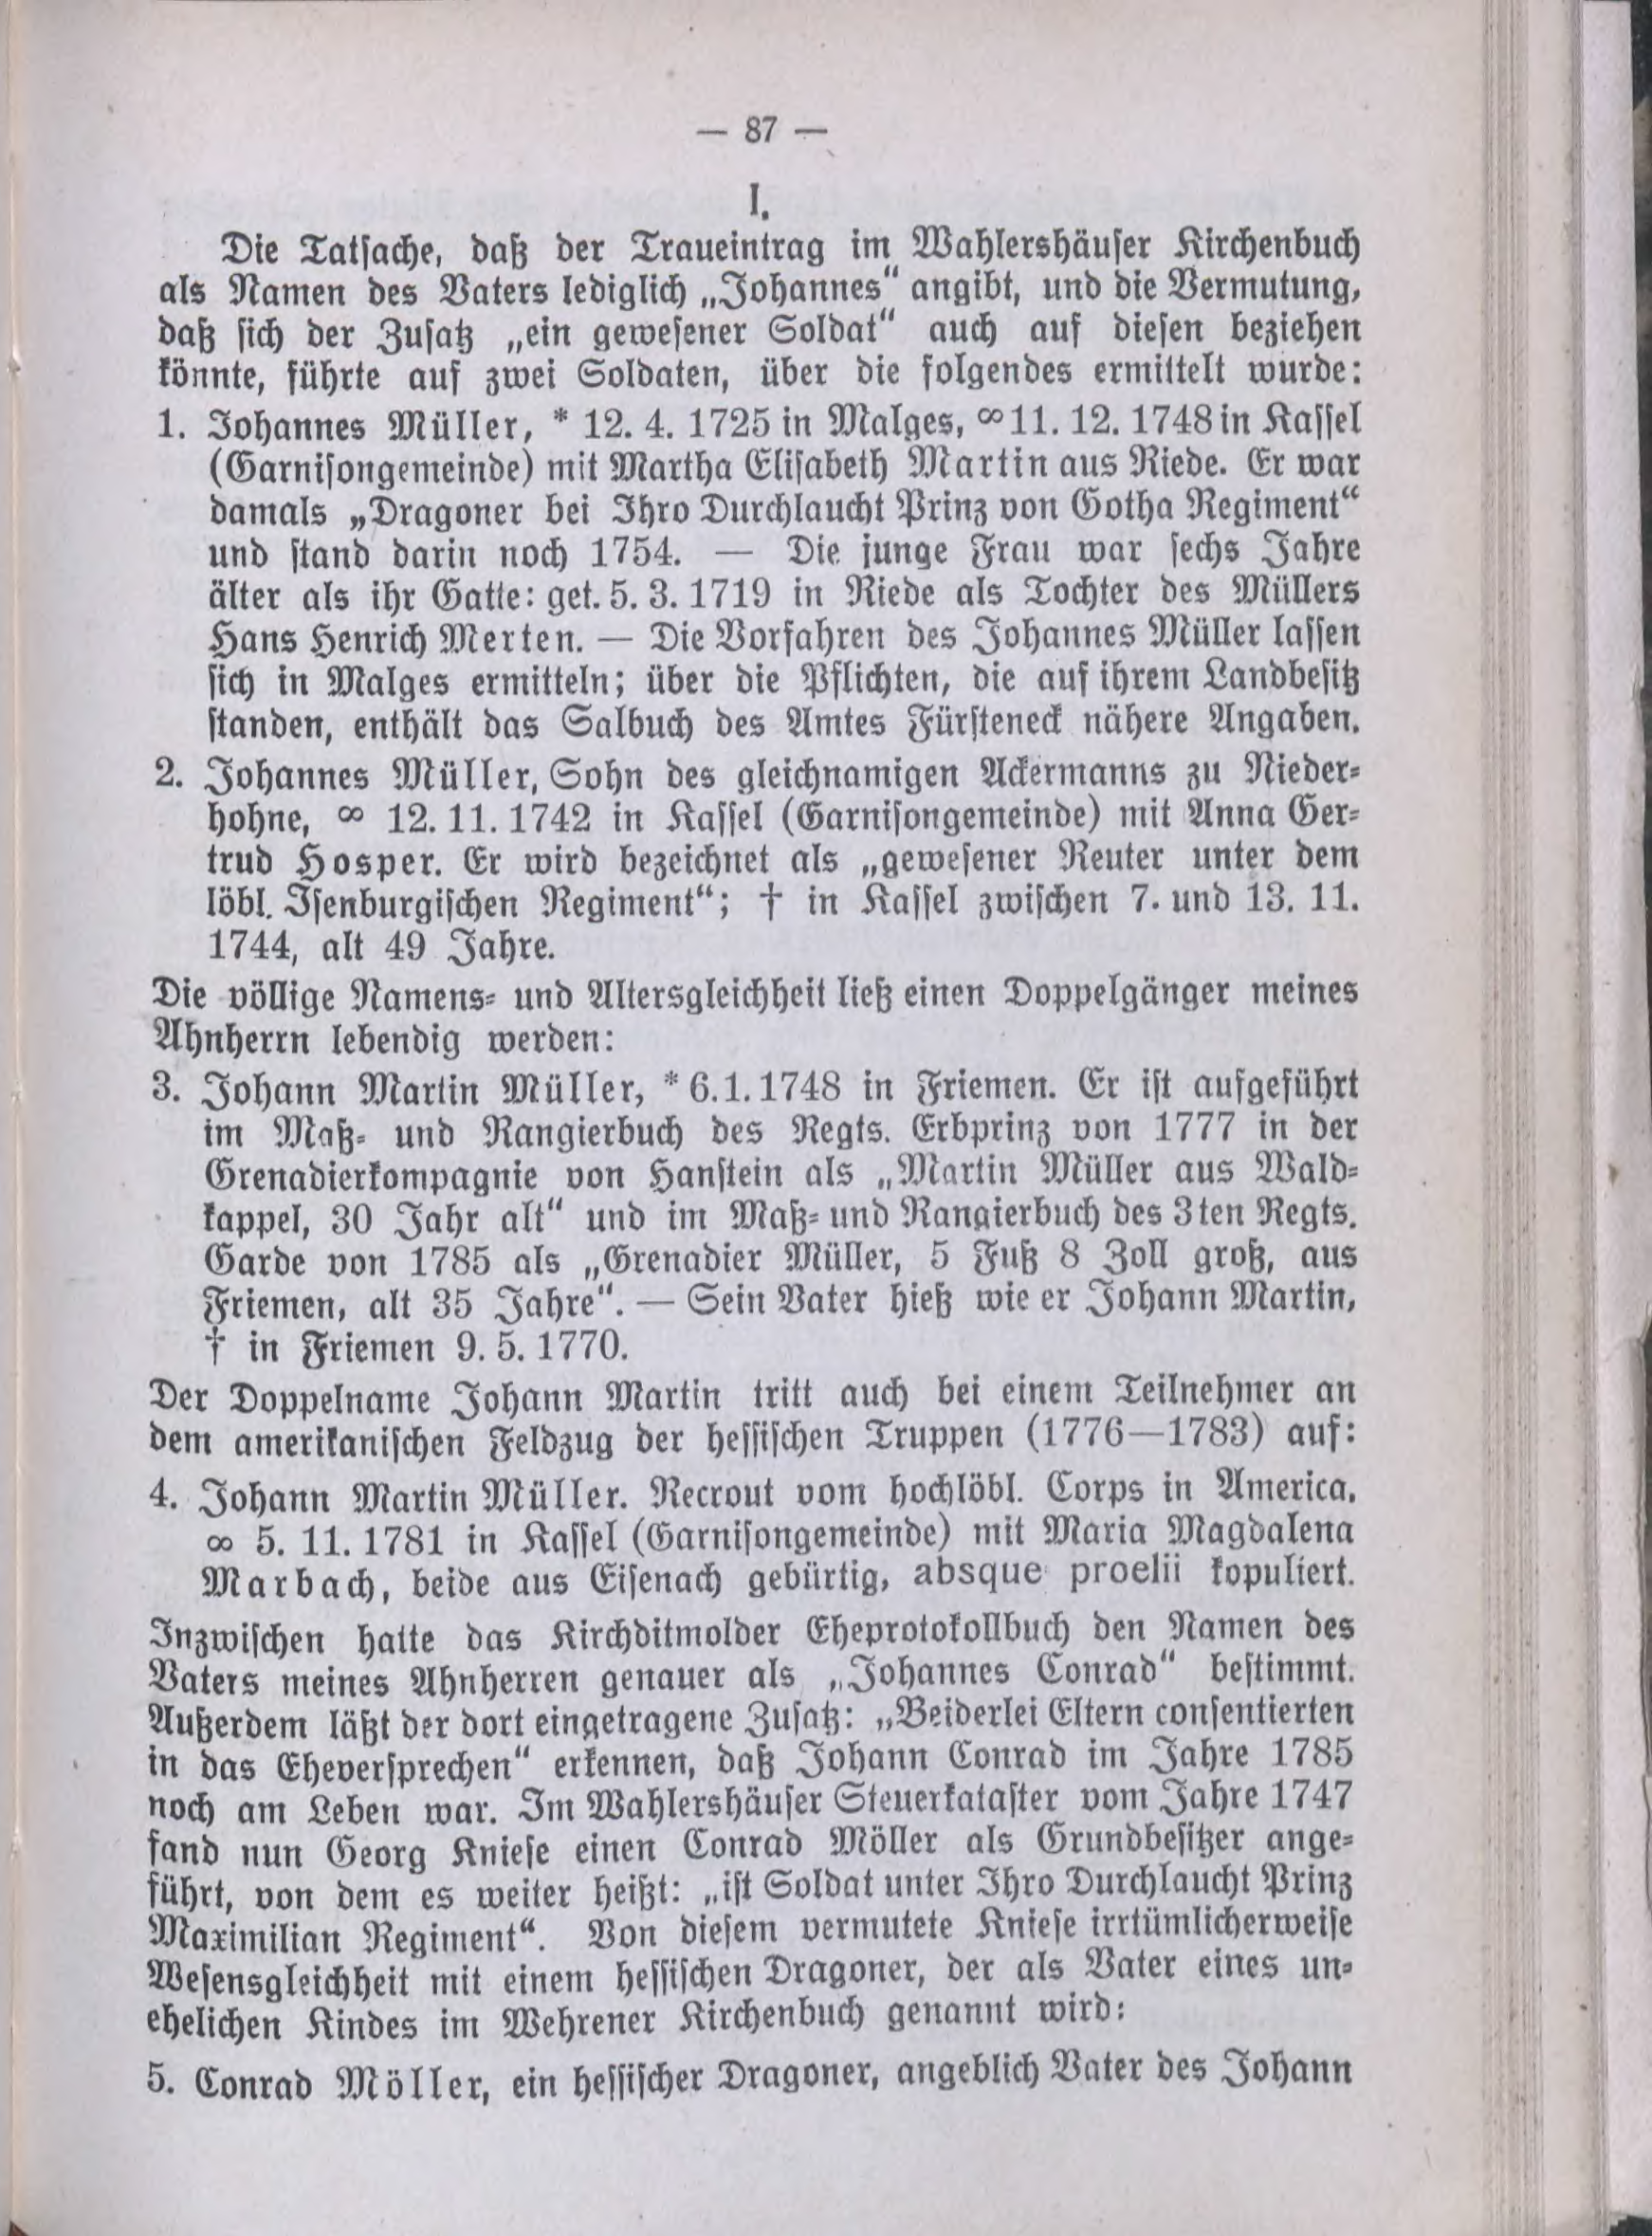 — 87 —
I.
Die Tatsache, daß der Traueintrag im Wahlershäuser Kirchenbuch
als Namen des Vaters lediglich „Johannes“ angibt, und die Vermutung,
daß sich der Zusatz „ein gewesener Soldat“ auch auf diesen beziehen
könnte, führte auf zwei Soldaten, über die folgendes ermittelt wurde:
1. Johannes Müller, * 12. 4. 1725 in Malges, ∞ 11. 12. 1748 in Kassel
(Garnisongemeinde) mit Martha Elisabeth Martin aus Riede. Er war
damals „Dragoner bei Ihro Durchlaucht Prinz von Gotha Regiment“
und stand darin noch 1754. — Die junge Frau war sechs Jahre
älter als ihr Gatte: get. 5. 3. 1719 in Riede als Tochter des Müllers
Hans Henrich Merten. — Die Vorfahren des Johannes Müller lassen
sich in Malges ermitteln; über die Pflichten, die auf ihrem Landbesitz
standen, enthält das Salbuch des Amtes Fürsteneck nähere Angaben.
2. Johannes Müller, Sohn des gleichnamigen Ackermanns zu Nieder-
hohne, ∞ 12. 11. 1742 in Kassel (Garnisongemeinde) mit Anna Ger-
trud Hosper. Er wird bezeichnet als „gewesener Reuter unter dem
löbl. Isenburgischen Regiment“; † in Kassel zwischen 7. und 13. 11.
1744, alt 49 Jahre.
Die völlige Namens- und Altersgleichheit ließ einen Doppelgänger meines
Ahnherrn lebendig werden:
3. Johann Martin Müller, * 6. 1. 1748 in Friemen. Er ist aufgeführt
im Maß- und Rangierbuch des Regts. Erbprinz von 1777 in der
Grenadierkompagnie von Hanstein als „Martin Müller aus Wald-
kappel, 30 Jahr alt“ und im Maß- und Rangierbuch des 3ten Regts.
Garde von 1785 als „Grenadier Müller, 5 Fuß 8 Zoll groß, aus
Friemen, alt 35 Jahre“. — Sein Vater hieß wie er Johann Martin,
† in Friemen 9. 5. 1770.
Der Doppelname Johann Martin tritt auch bei einem Teilnehmer an
dem amerikanischen Feldzug der hessischen Truppen (1776—1783) auf:
4. Johann Martin Müller. Recrout vom hochlöbl. Corps in America.
∞ 5. 11. 1781 in Kassel (Garnisongemeinde) mit Maria Magdalena
Marbach, beide aus Eisenach gebürtig, absque proelii kopuliert.
Inzwischen hatte das Kirchditmolder Eheprotokollbuch den Namen des
Vaters meines Ahnherren genauer als „Johannes Conrad“ bestimmt.
Außerdem läßt der dort eingetragene Zusatz: „Beiderlei Eltern consentierten
in das Eheversprechen“ erkennen, daß Johann Conrad im Jahre 1785
noch am Leben war. Im Wahlershäuser Steuerkataster vom Jahre 1747
fand nun Georg Kniese einen Conrad Möller als Grundbesitzer ange-
führt, von dem es weiter heißt: „ist Soldat unter Ihro Durchlaucht Prinz
Maximilian Regiment“. Von diesem vermutete Kniese irrtümlicherweise
Wesensgleichheit mit einem hessischen Dragoner, der als Vater eines un-
ehelichen Kindes im Wehrener Kirchenbuch genannt wird:
5. Conrad Möller, ein hessischer Dragoner, angeblich Vater des Johann